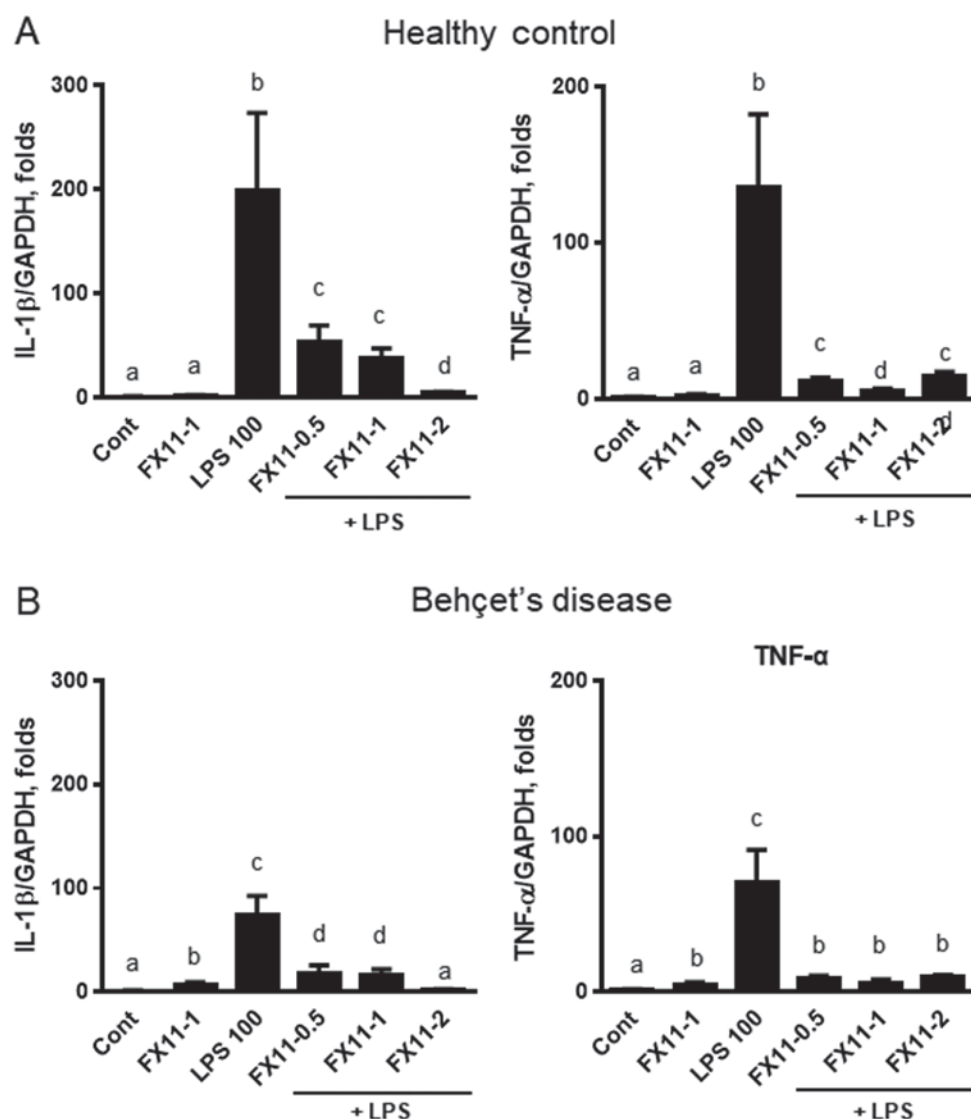 A
Healthy control
IL-1β/GAPDH, folds
300
200
100
0
a
a
b
c
c
d
Cont
FX11-1
LPS 100
FX11-0.5
FX11-1
FX11-2
+ LPS
TNF-α/GAPDH, folds
200
100
0
a
a
b
c
d
c
d
Cont
FX11-1
LPS 100
FX11-0.5
FX11-1
FX11-2
+ LPS
B
Behçet's disease
IL-1β/GAPDH, folds
300
200
100
0
a
b
c
d
d
a
Cont
FX11-1
LPS 100
FX11-0.5
FX11-1
FX11-2
+ LPS
TNF-α
TNF-α/GAPDH, folds
200
100
0
a
b
c
b
b
b
Cont
FX11-1
LPS 100
FX11-0.5
FX11-1
FX11-2
+ LPS